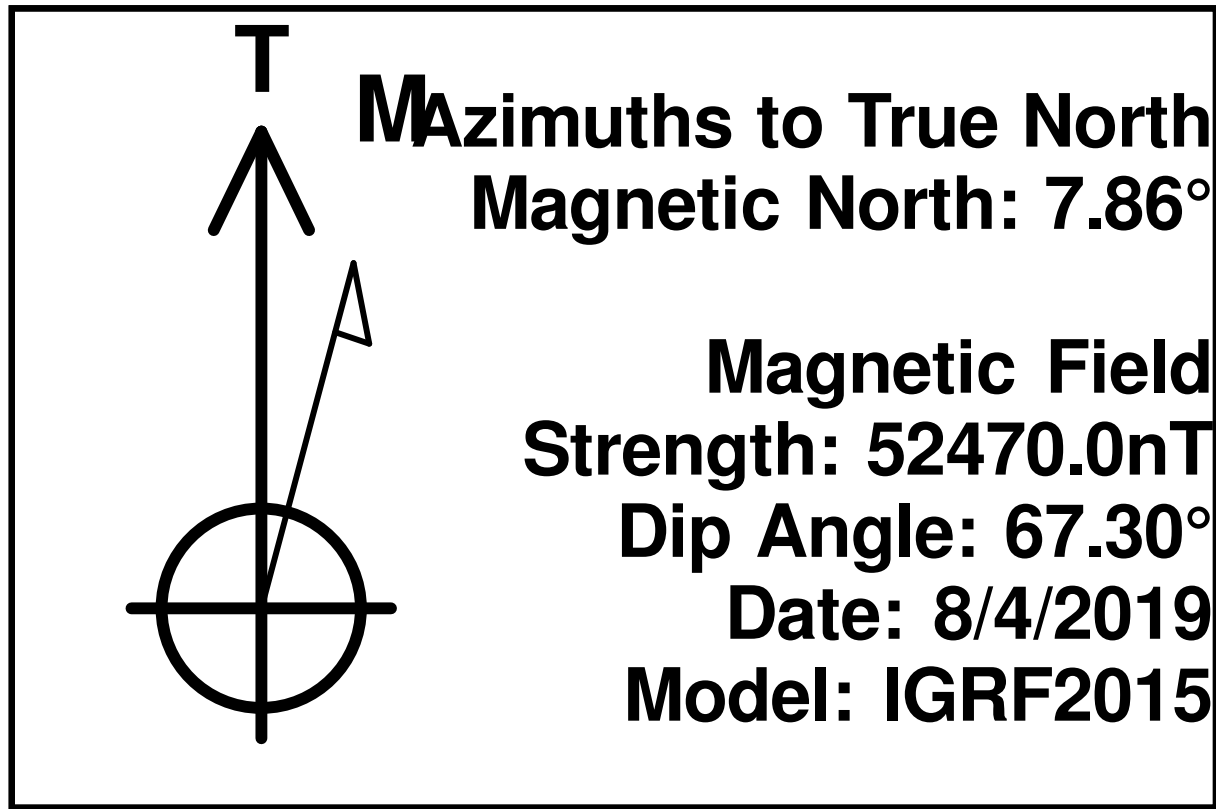 T
M
Azimuths to True North
Magnetic North: 7.86°
Magnetic Field
Strength: 52470.0nT
Dip Angle: 67.30°
Date: 8/4/2019
Model: IGRF2015